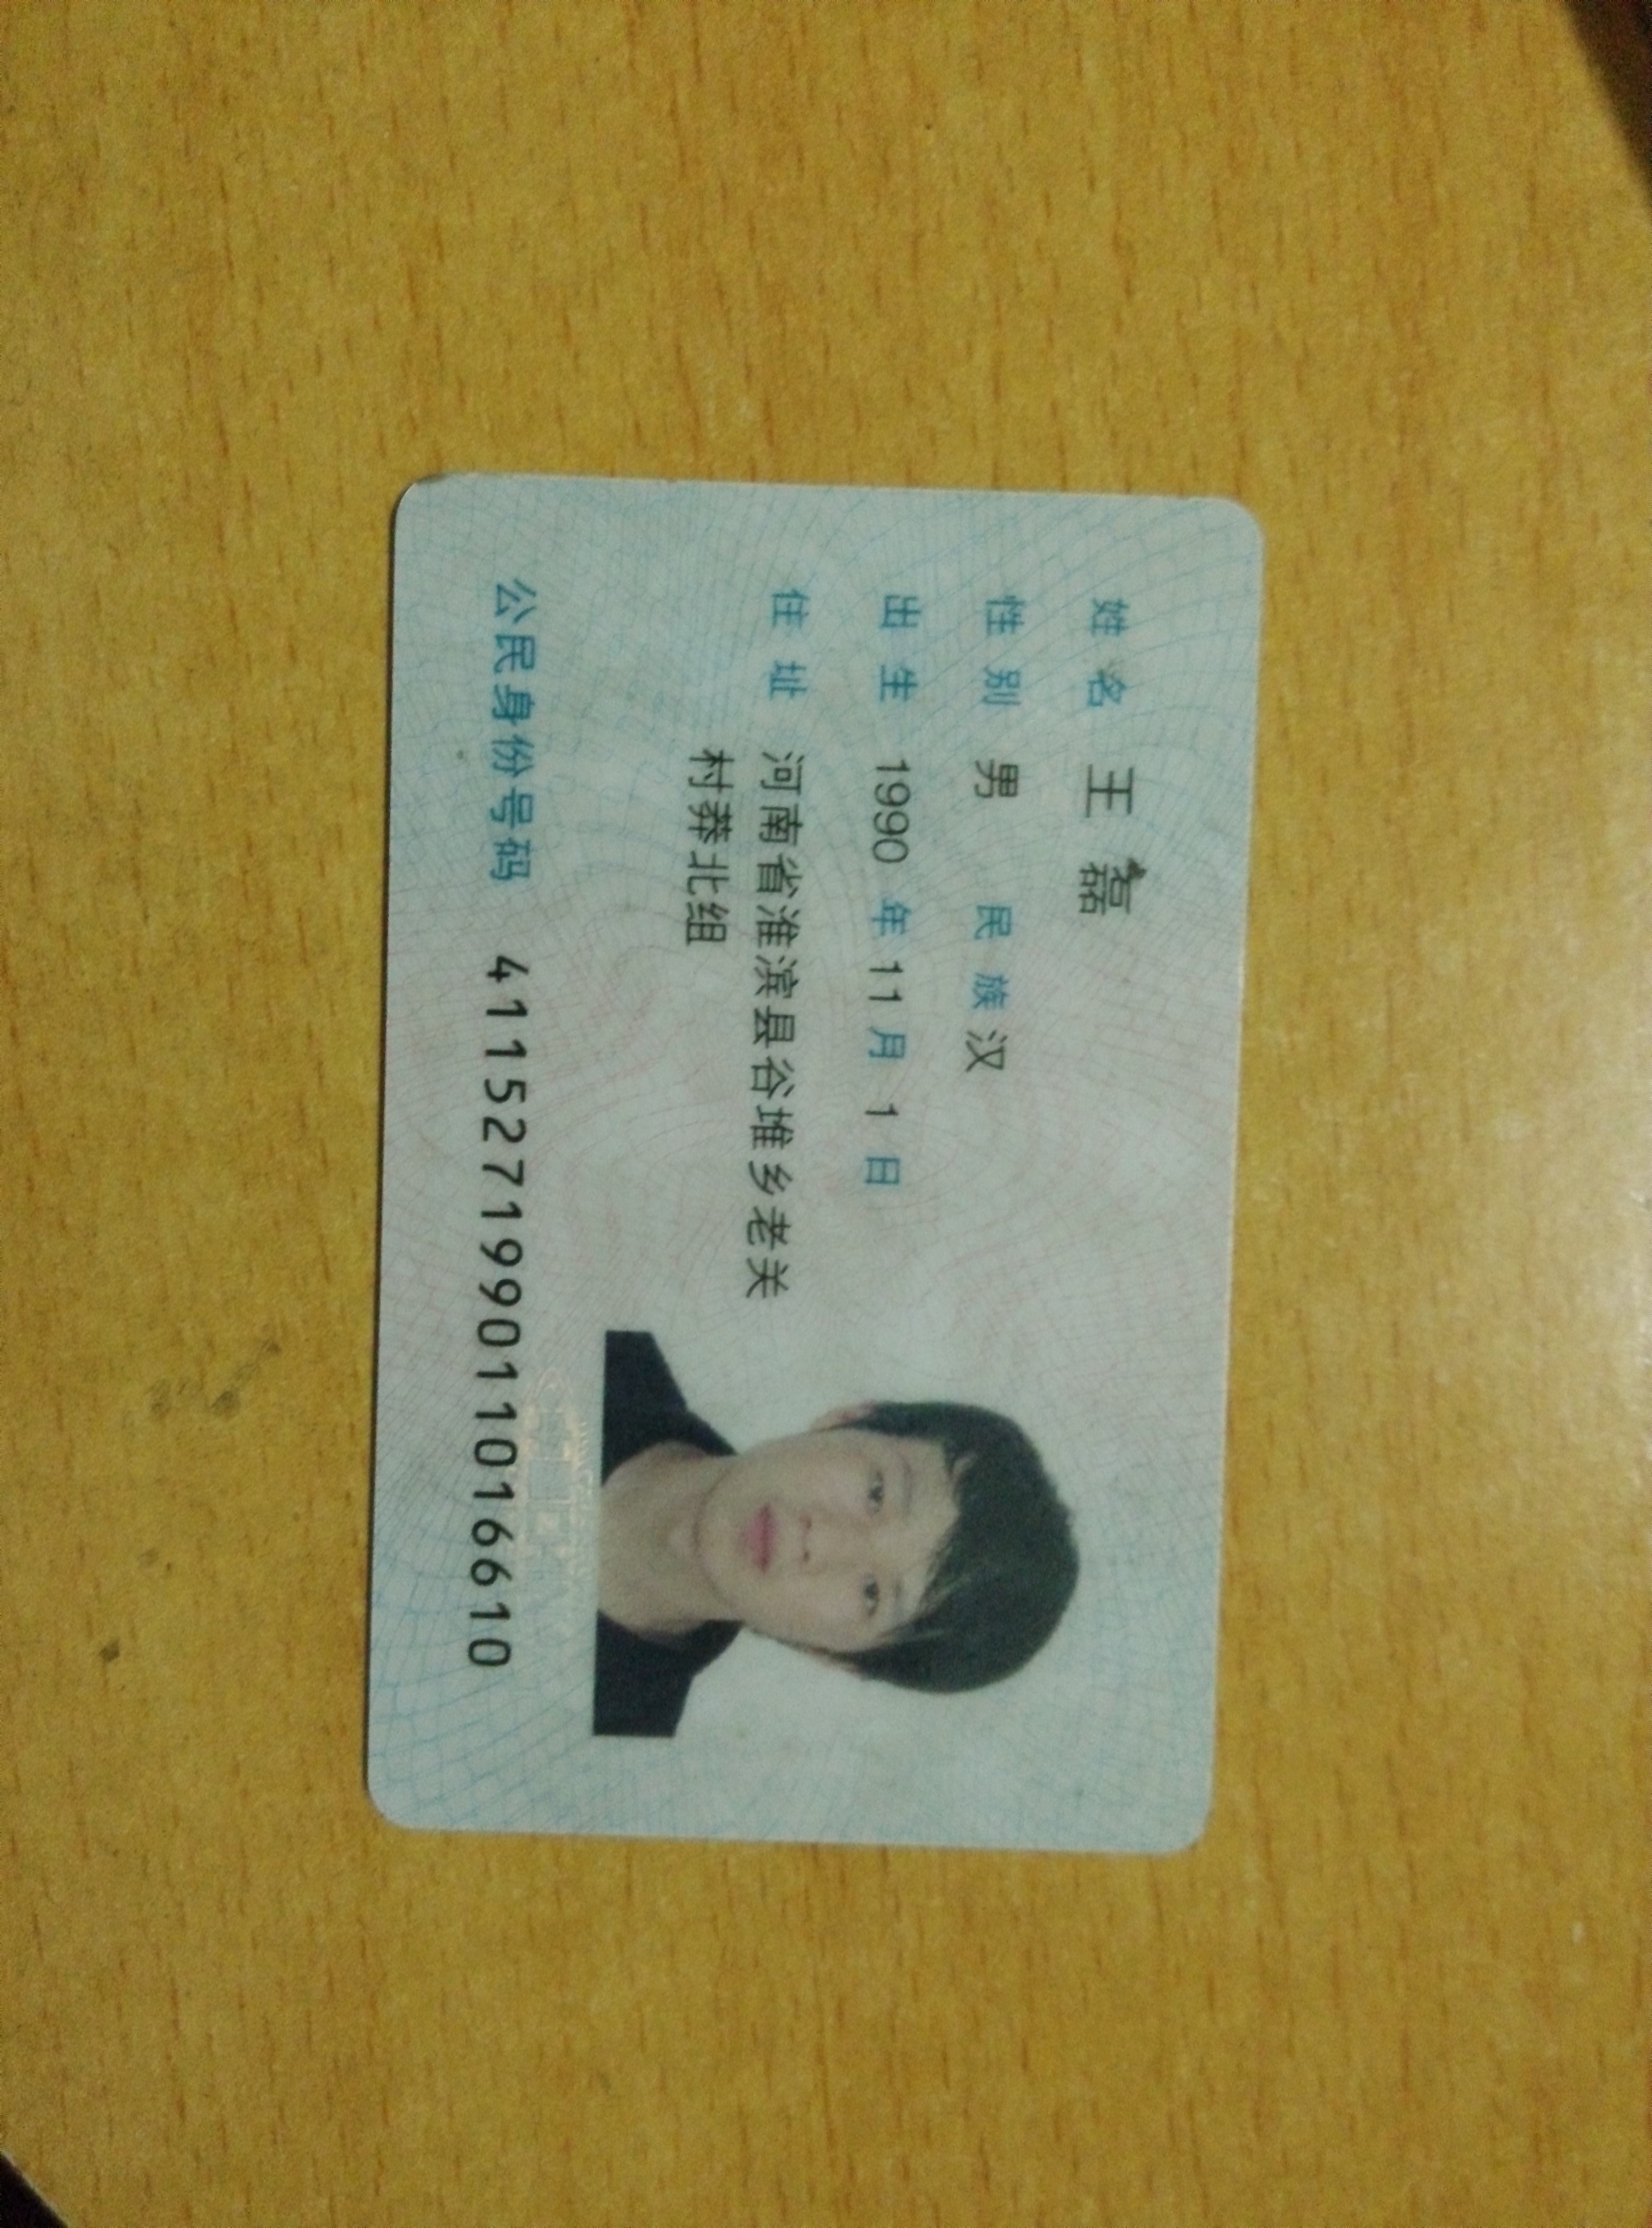 姓名 王磊
性别 男 民族 汉
出生 1990 年 11 月 1 日
住址 河南省淮滨县谷堆乡老关
村莽北组
公民身份号码 411527199011016610